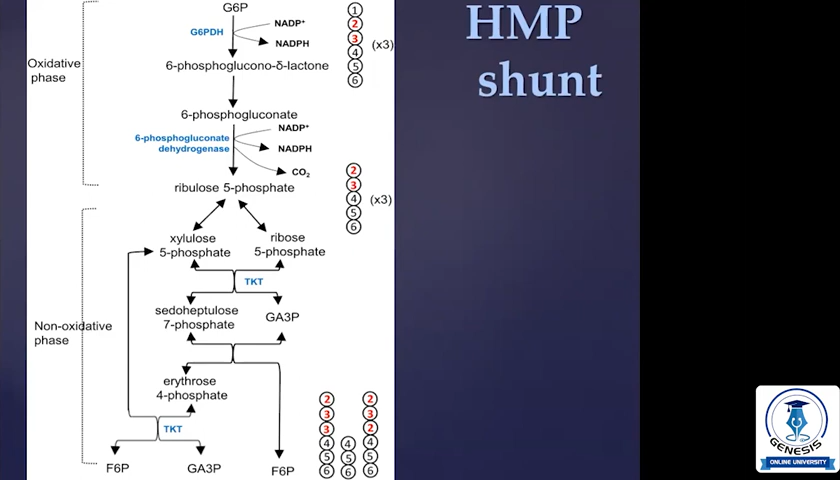 HMP
shunt
G6P
G6PDH
NADP⁺
NADPH
1
2
3
4
5
6
(x3)
Oxidative
phase
6-phosphoglucono-δ-lactone
6-phosphogluconate
6-phosphogluconate
dehydrogenase
NADP⁺
NADPH
CO₂
ribulose 5-phosphate
2
3
4
5
6
(x3)
xylulose
5-phosphate
ribose
5-phosphate
TKT
sedoheptulose
7-phosphate
GA3P
Non-oxidative
phase
erythrose
4-phosphate
TKT
F6P
GA3P
F6P
2 2
3 3
3 2
4 4 4
5 5 5
6 6 6
GENESIS
ONLINE UNIVERSITY